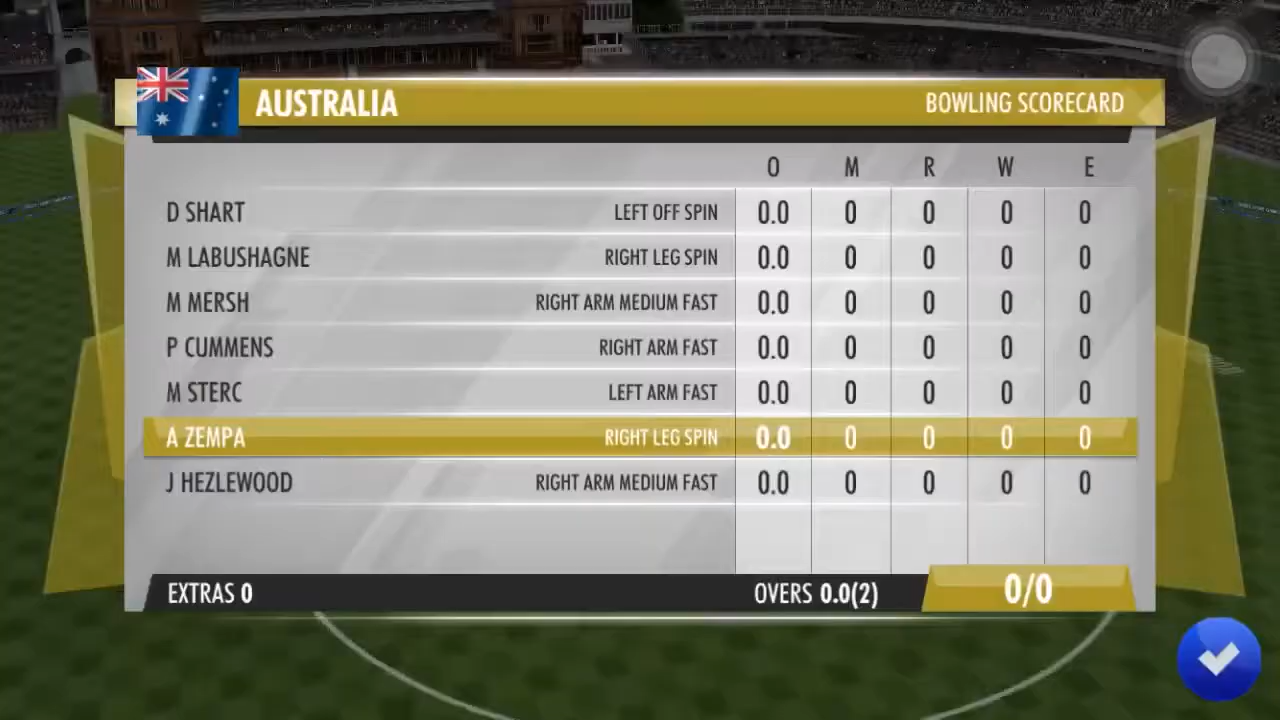 AUSTRALIA BOWLING SCORECARD
O M R W E
D SHART LEFT OFF SPIN 0.0 0 0 0 0
M LABUSHAGNE RIGHT LEG SPIN 0.0 0 0 0 0
M MERSH RIGHT ARM MEDIUM FAST 0.0 0 0 0 0
P CUMMENS RIGHT ARM FAST 0.0 0 0 0 0
M STERC LEFT ARM FAST 0.0 0 0 0 0
A ZEMPA RIGHT LEG SPIN 0.0 0 0 0 0
J HEZLEWOOD RIGHT ARM MEDIUM FAST 0.0 0 0 0 0
EXTRAS 0 OVERS 0.0(2) 0/0